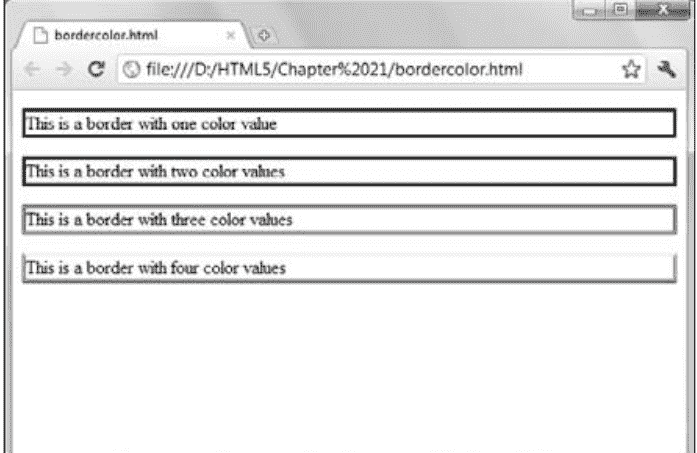 bordercolor.html
file:///D:/HTML5/Chapter%2021/bordercolor.html
This is a border with one color value
This is a border with two color values
This is a border with three color values
This is a border with four color values